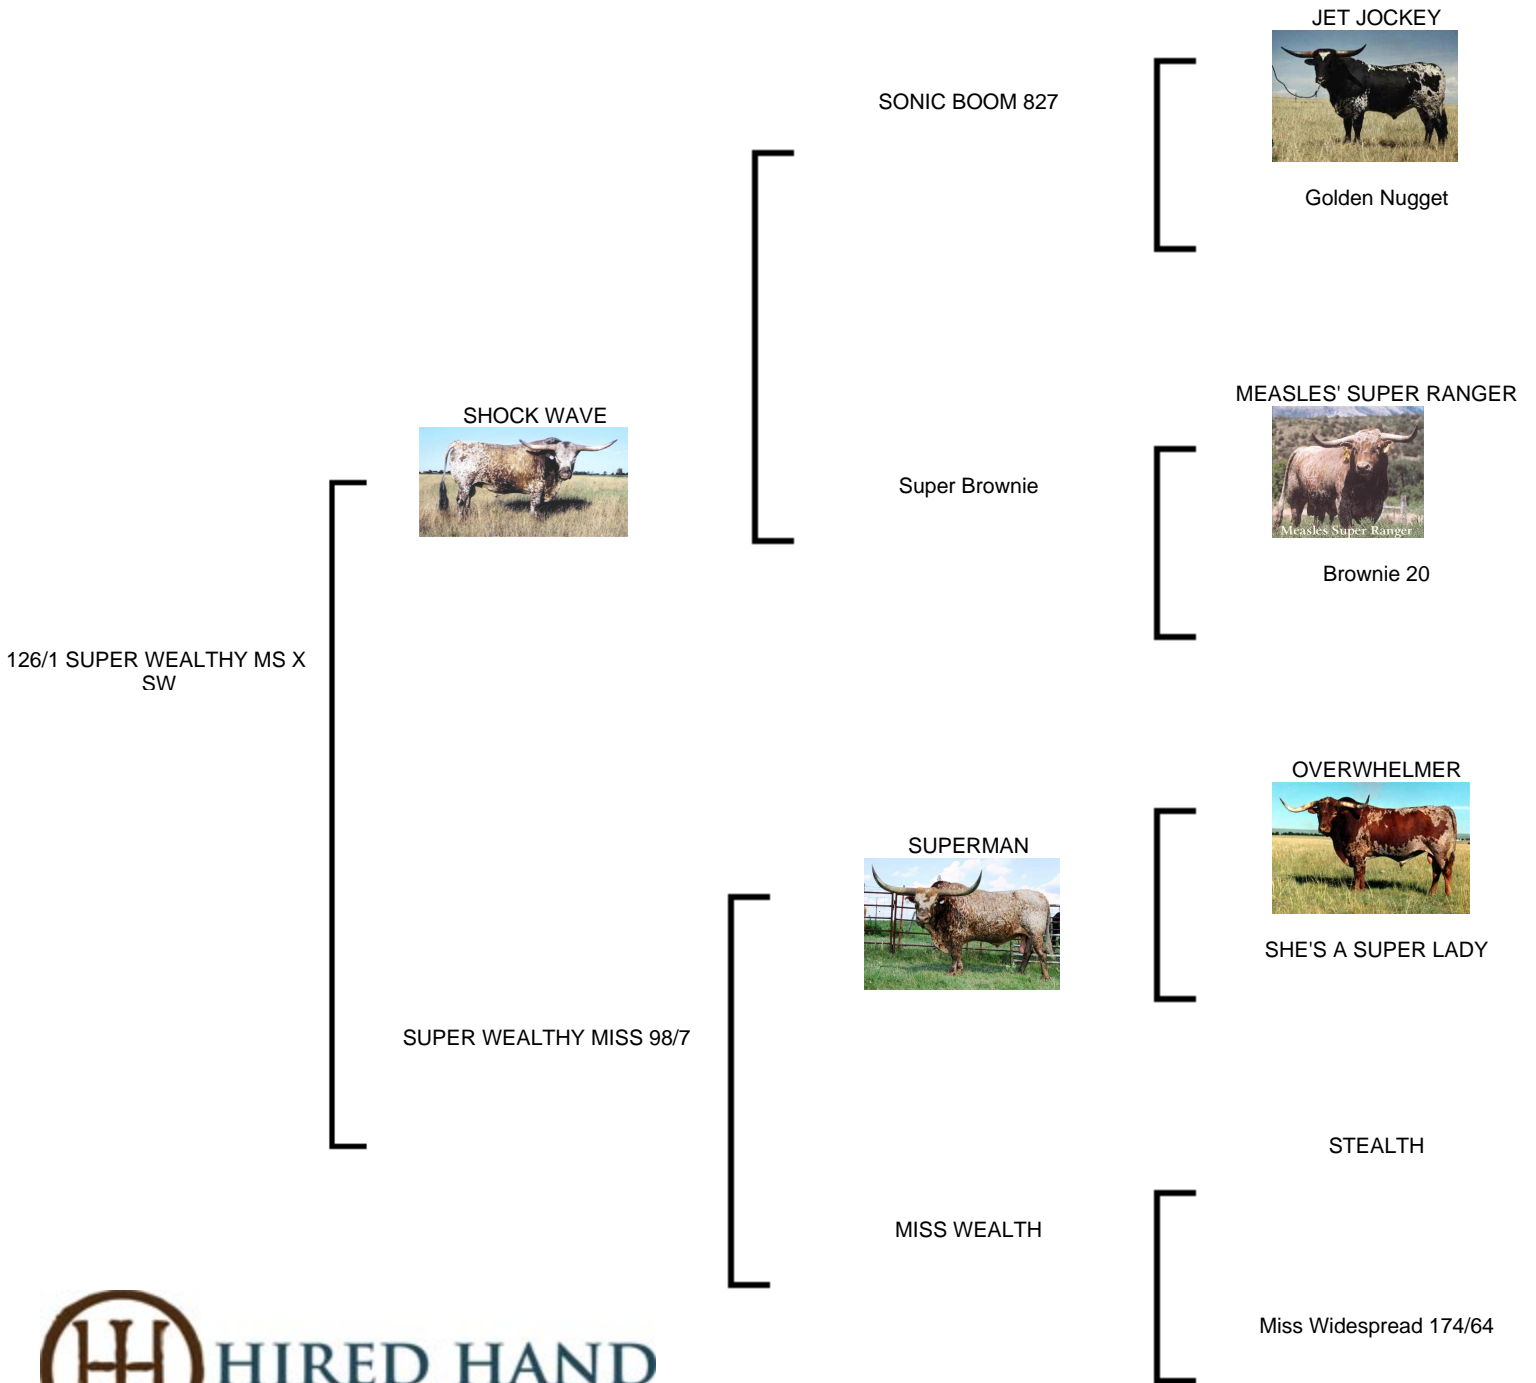 JET JOCKEY
SONIC BOOM 827
Golden Nugget
MEASLES' SUPER RANGER
SHOCK WAVE
Super Brownie
Measles Super Ranger
Brownie 20
126/1 SUPER WEALTHY MS X
SW
OVERWHELMER
SUPERMAN
SHE'S A SUPER LADY
SUPER WEALTHY MISS 98/7
STEALTH
MISS WEALTH
Miss Widespread 174/64
HIRED HAND